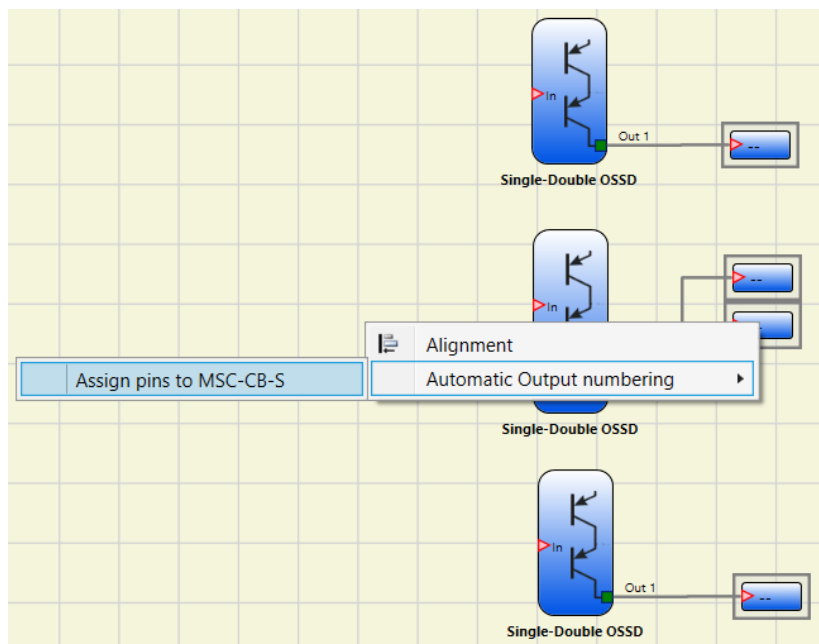 In
Out 1
--
Single-Double OSSD
In
--
Alignment
Assign pins to MSC-CB-S
Automatic Output numbering
Single-Double OSSD
In
Out 1
--
Single-Double OSSD